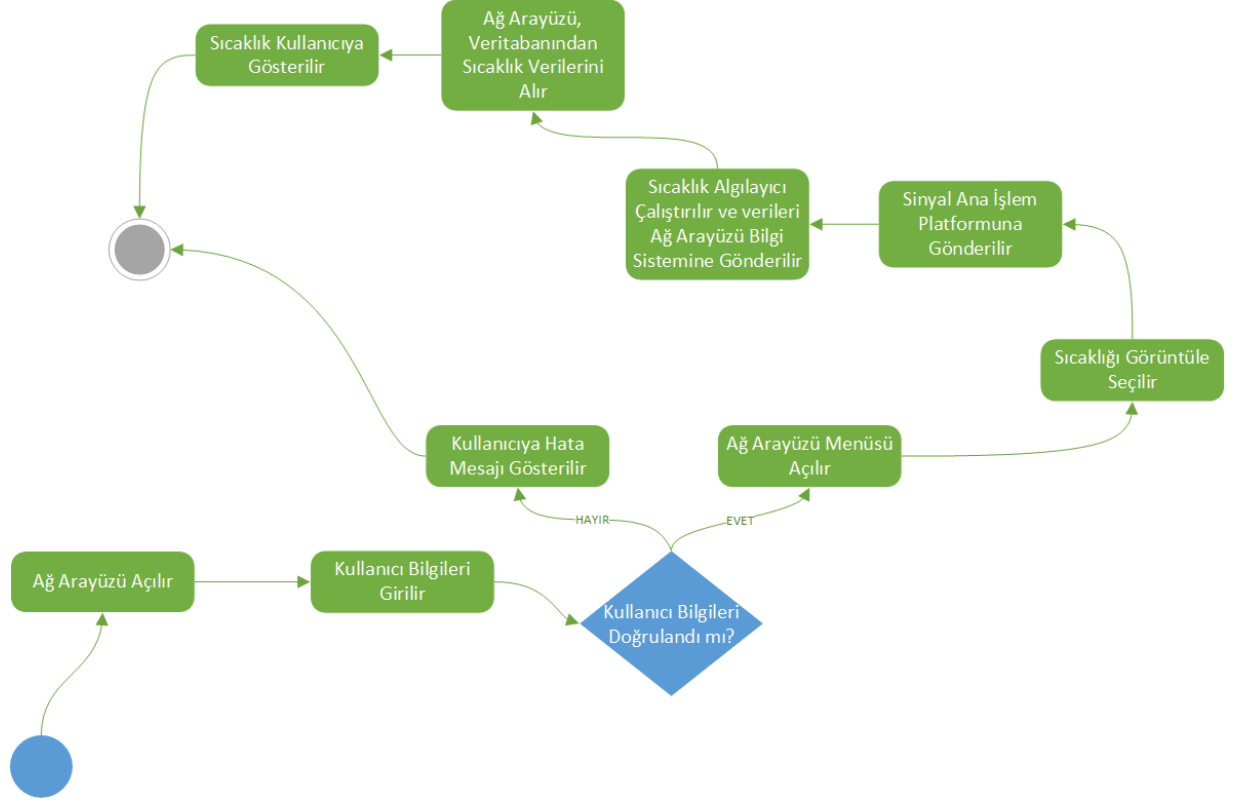 Sıcaklık Kullanıcıya
Gösterilir
Ağ Arayüzü,
Veritabanından
Sıcaklık Verilerini
Alır
Sıcaklık Algılayıcı
Çalıştırılır ve verileri
Ağ Arayüzü Bilgi
Sistemine Gönderilir
Sinyal Ana İşlem
Platformuna
Gönderilir
Sıcaklığı Görüntüle
Seçilir
Kullanıcıya Hata
Mesajı Gösterilir
Ağ Arayüzü Menüsü
Açılır
HAYIR
EVET
Ağ Arayüzü Açılır
Kullanıcı Bilgileri
Girilir
Kullanıcı Bilgileri
Doğrulandı mı?